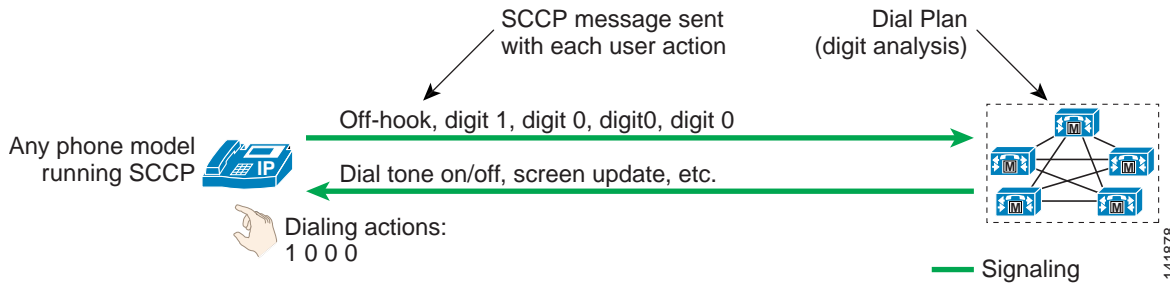 SCCP message sent
with each user action
Dial Plan
(digit analysis)
Off-hook, digit 1, digit 0, digit0, digit 0
Any phone model
running SCCP
IP
Dial tone on/off, screen update, etc.
M
M
M
M
M
Dialing actions:
1 0 0 0
Signaling
141878